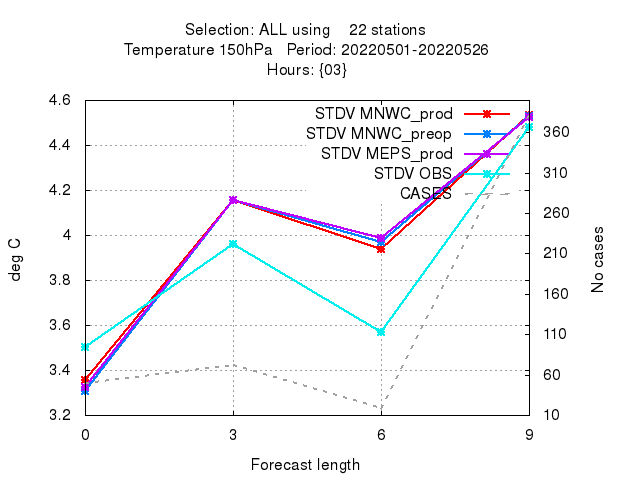 Selection: ALL using 22 stations
Temperature 150hPa Period: 20220501-20220526
Hours: {03}
STDV MNWC_prod
STDV MNWC_preop
STDV MEPS_prod
STDV OBS
CASES
4.6
4.4
4.2
4
3.8
3.6
3.4
3.2
deg C
360
310
260
210
160
110
60
10
No cases
0 3 6 9
Forecast length